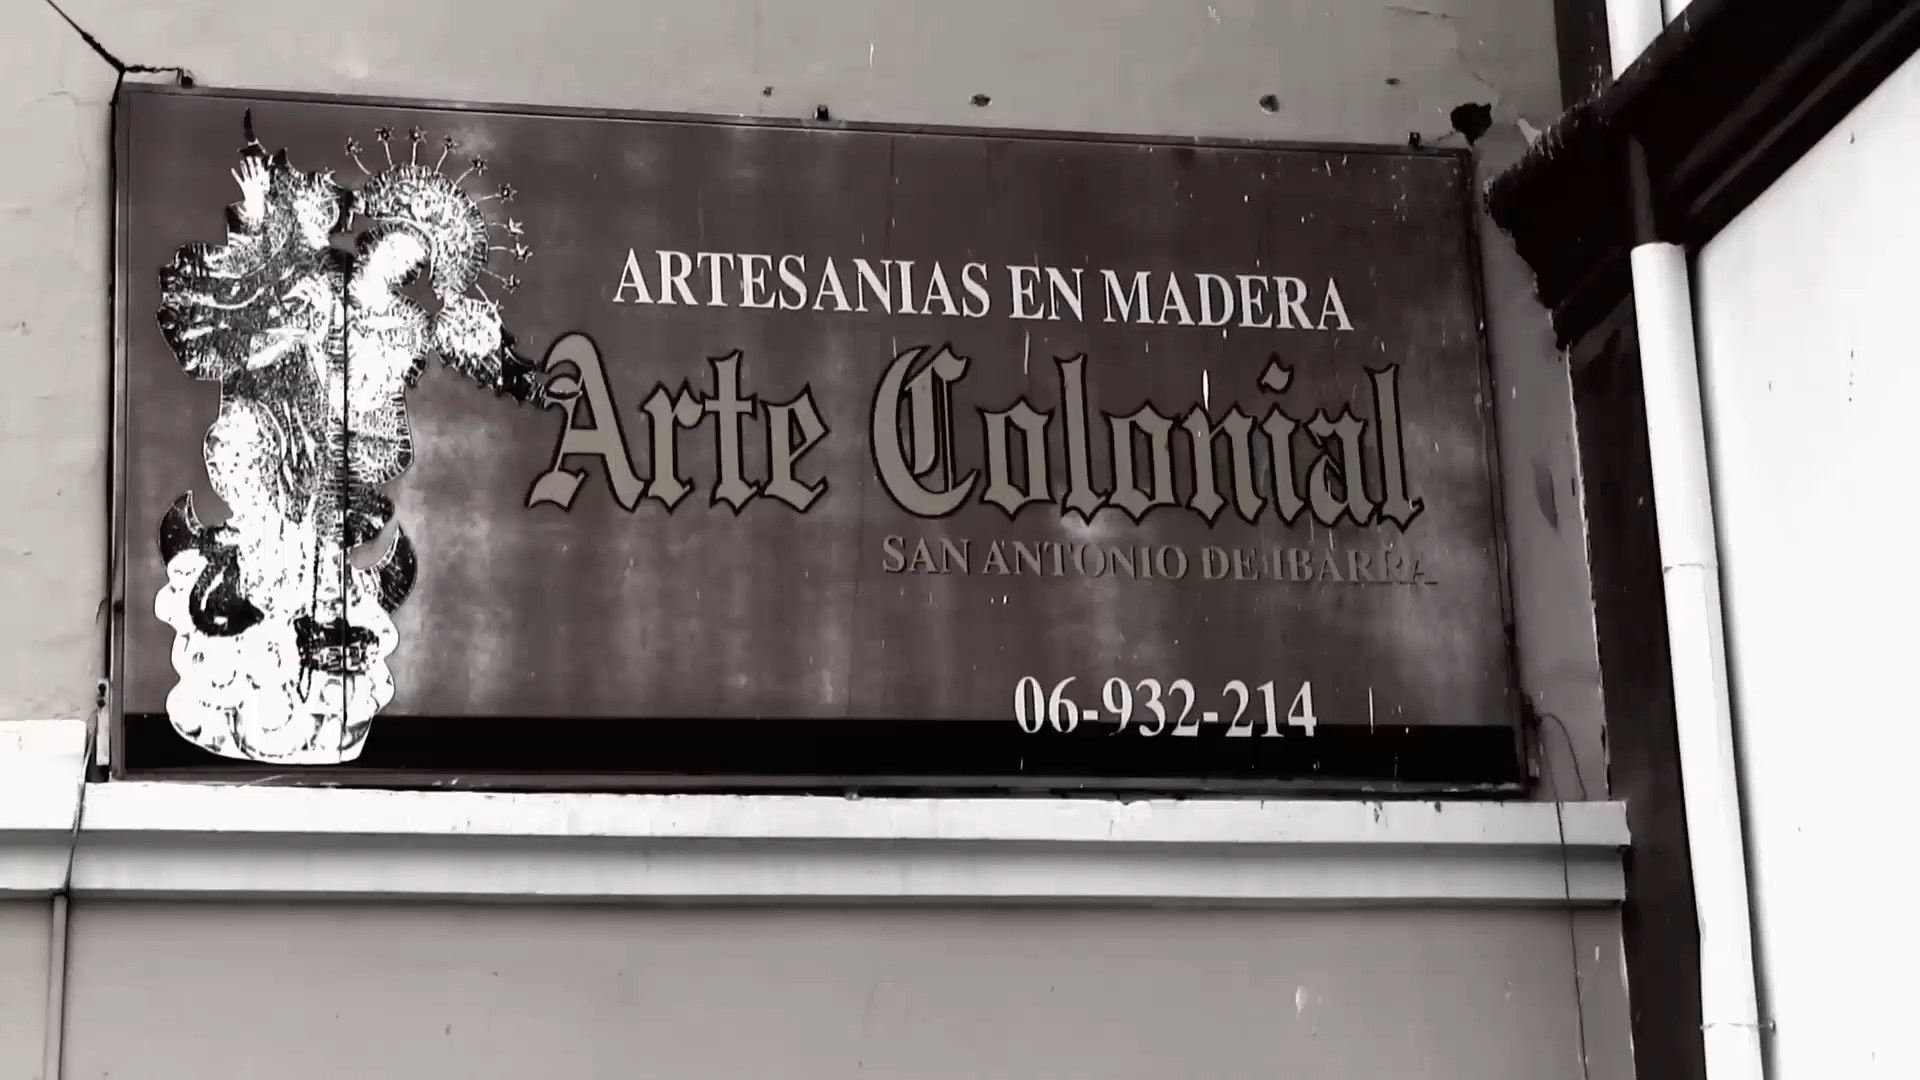 ARTESANIAS EN MADERA
Arte Colonial
SAN ANTONIO DE IBARRA
06-932-214